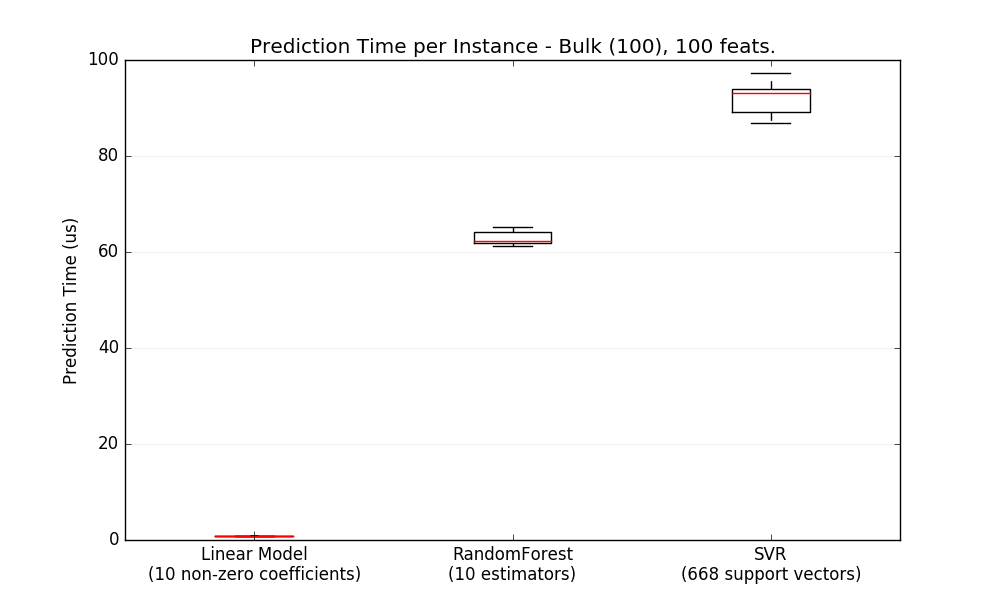 Prediction Time per Instance - Bulk (100), 100 feats.
100
80
60
40
20
0
Prediction Time (us)
Linear Model
(10 non-zero coefficients)
RandomForest
(10 estimators)
SVR
(668 support vectors)